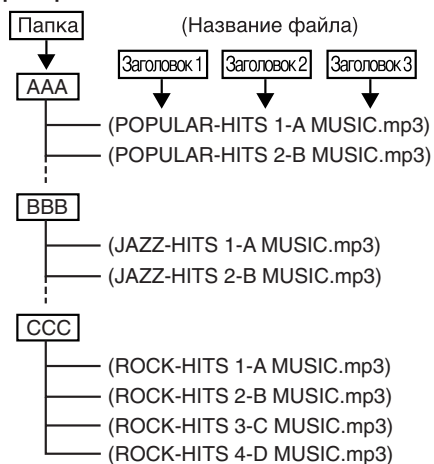 Папка (Название файла)
Заголовок 1 Заголовок 2 Заголовок 3
AAA
(POPULAR-HITS 1-A MUSIC.mp3)
(POPULAR-HITS 2-B MUSIC.mp3)
BBB
(JAZZ-HITS 1-A MUSIC.mp3)
(JAZZ-HITS 2-B MUSIC.mp3)
CCC
(ROCK-HITS 1-A MUSIC.mp3)
(ROCK-HITS 2-B MUSIC.mp3)
(ROCK-HITS 3-C MUSIC.mp3)
(ROCK-HITS 4-D MUSIC.mp3)